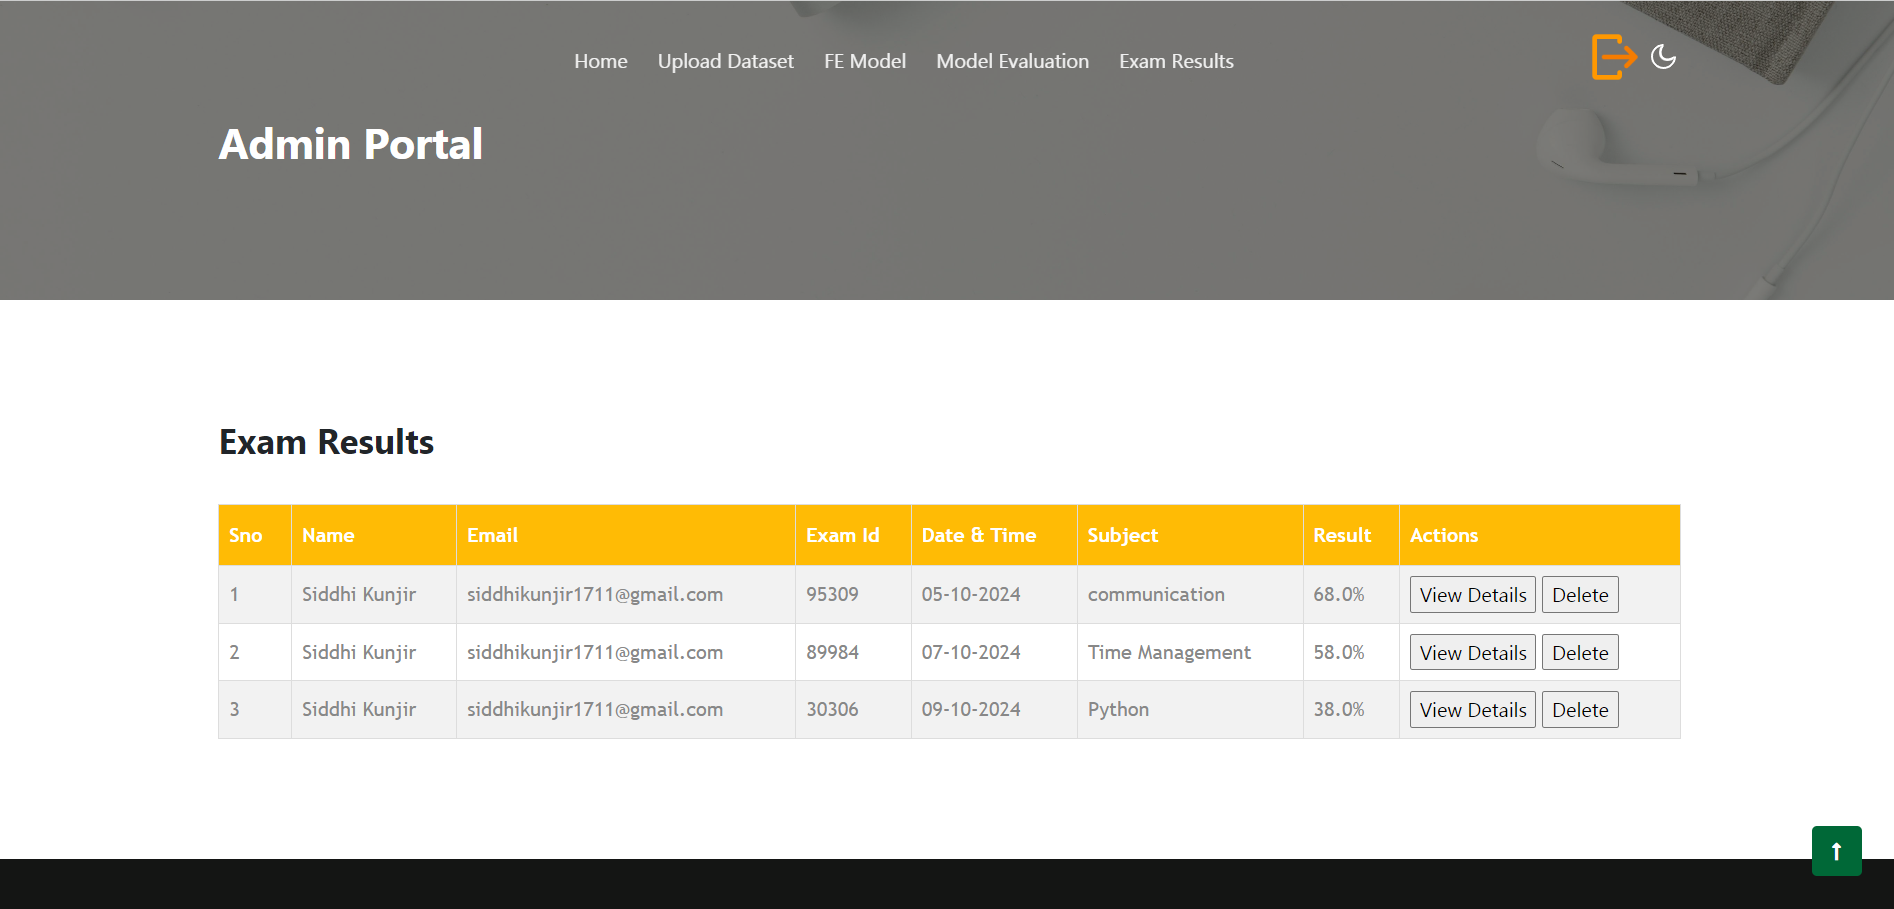 Home Upload Dataset FE Model Model Evaluation Exam Results
Admin Portal
Exam Results
Sno Name Email Exam Id Date & Time Subject Result Actions
1 Siddhi Kunjir siddhikunjir1711@gmail.com 95309 05-10-2024 communication 68.0% View Details Delete
2 Siddhi Kunjir siddhikunjir1711@gmail.com 89984 07-10-2024 Time Management 58.0% View Details Delete
3 Siddhi Kunjir siddhikunjir1711@gmail.com 30306 09-10-2024 Python 38.0% View Details Delete